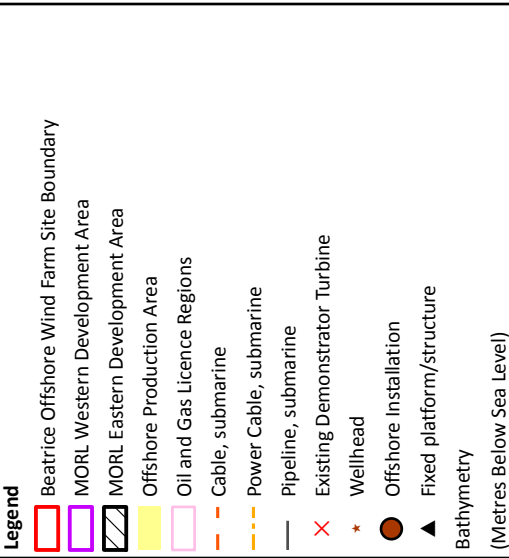 Legend
Beatrice Offshore Wind Farm Site Boundary
MORL Western Development Area
MORL Eastern Development Area
Offshore Production Area
Oil and Gas Licence Regions
Cable, submarine
Power Cable, submarine
Pipeline, submarine
Existing Demonstrator Turbine
Wellhead
Offshore Installation
Fixed platform/structure
Bathymetry
(Metres Below Sea Level)